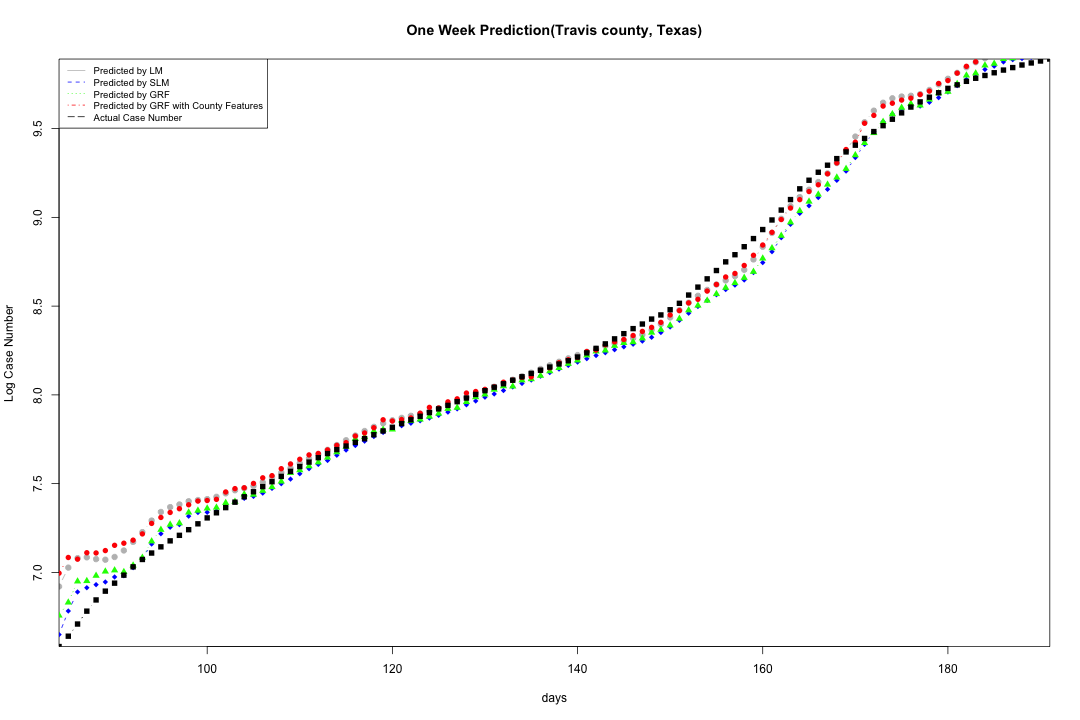 One Week Prediction(Travis county, Texas)
Predicted by LM
Predicted by SLM
Predicted by GRF
Predicted by GRF with County Features
Actual Case Number
9.5
9.0
8.5
8.0
7.5
7.0
Log Case Number
100 120 140 160 180
days